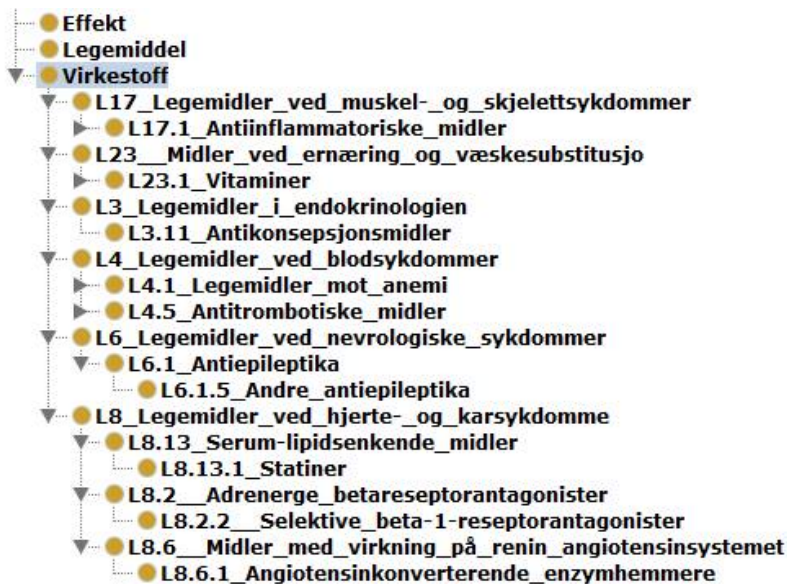 Effekt
Legemiddel
Virkestoff
L17_Legemidler_ved_muskel-_og_skjelettsykdommer
L17.1_Antiinflammatoriske_midler
L23__Midler_ved_ernæring_og_væskesubstitusjo
L23.1_Vitaminer
L3_Legemidler_i_endokrinologien
L3.11_Antikonsepsjonsmidler
L4_Legemidler_ved_blodsykdommer
L4.1_Legemidler_mot_anemi
L4.5_Antitrombotiske_midler
L6_Legemidler_ved_nevrologiske_sykdommer
L6.1_Antiepileptika
L6.1.5_Andre_antiepileptika
L8_Legemidler_ved_hjerte-_og_karsykdomme
L8.13_Serum-lipidsenkende_midler
L8.13.1_Statiner
L8.2__Adrenerge_betareseptorantagonister
L8.2.2__Selektive_beta-1-reseptorantagonister
L8.6__Midler_med_virkning_på_renin_angiotensinsystemet
L8.6.1_Angiotensinkonverterende_enzymhemmere